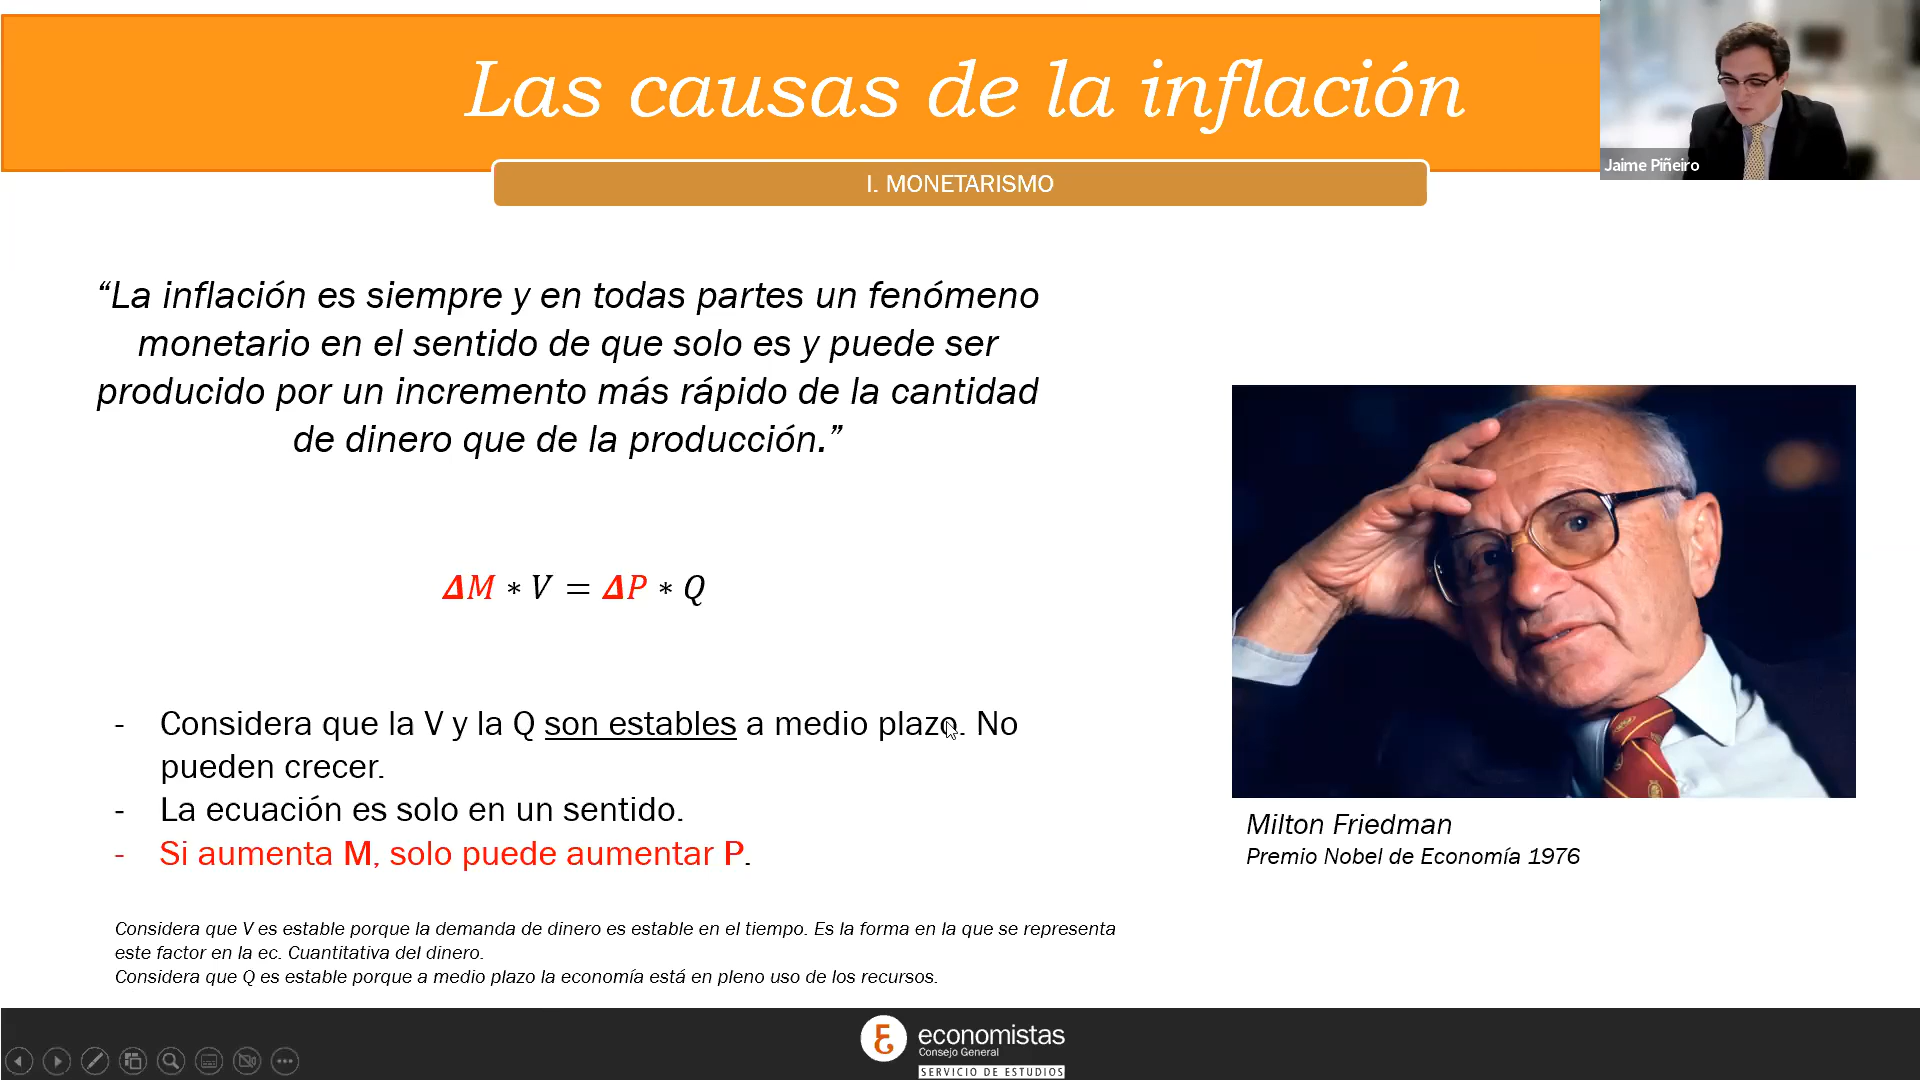 Las causas de la inflación
Jaime Piñeiro
I. MONETARISMO
“La inflación es siempre y en todas partes un fenómeno
monetario en el sentido de que solo es y puede ser
producido por un incremento más rápido de la cantidad
de dinero que de la producción.”
ΔM ∗ V = ΔP ∗ Q
- Considera que la V y la Q son estables a medio plazo. No
pueden crecer.
- La ecuación es solo en un sentido.
- Si aumenta M, solo puede aumentar P.
Milton Friedman
Premio Nobel de Economía 1976
Considera que V es estable porque la demanda de dinero es estable en el tiempo. Es la forma en la que se representa
este factor en la ec. Cuantitativa del dinero.
Considera que Q es estable porque a medio plazo la economía está en pleno uso de los recursos.
economistas
Consejo General
SERVICIO DE ESTUDIOS